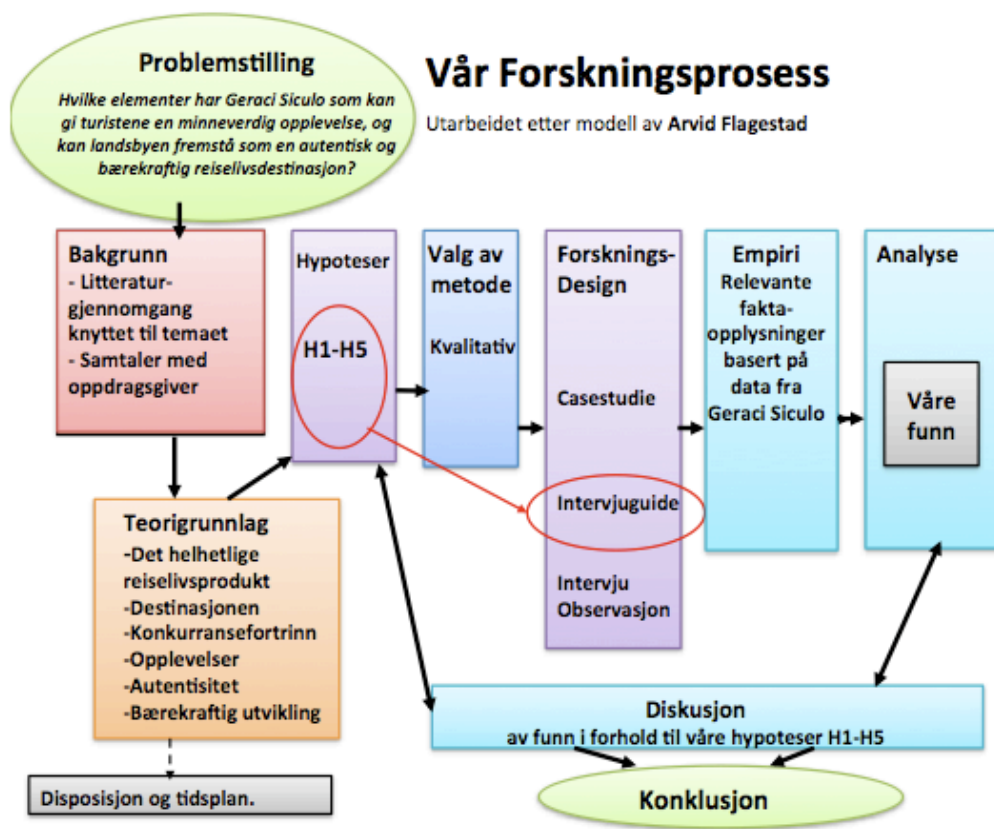 Problemstilling
Hvilke elementer har Geraci Siculo som kan
gi turistene en minneverdig opplevelse, og
kan landsbyen fremstå som en autentisk og
bærekraftig reiselivsdestinasjon?
Vår Forskningsprosess
Utarbeidet etter modell av Arvid Flagestad
Bakgrunn
- Litteratur-
gjennomgang
knyttet til temaet
- Samtaler med
oppdragsgiver
Hypoteser
H1-H5
Valg av
metode
Kvalitativ
Forsknings-
Design
Casestudie
Intervjuguide
Intervju
Observasjon
Empiri
Relevante
fakta-
opplysninger
basert på
data fra
Geraci Siculo
Analyse
Våre
funn
Teorigrunnlag
-Det helhetlige
reiselivsprodukt
-Destinasjonen
-Konkurransefortrinn
-Opplevelser
-Autentisitet
-Bærekraftig utvikling
Disposisjon og tidsplan.
Diskusjon
av funn i forhold til våre hypoteser H1-H5
Konklusjon